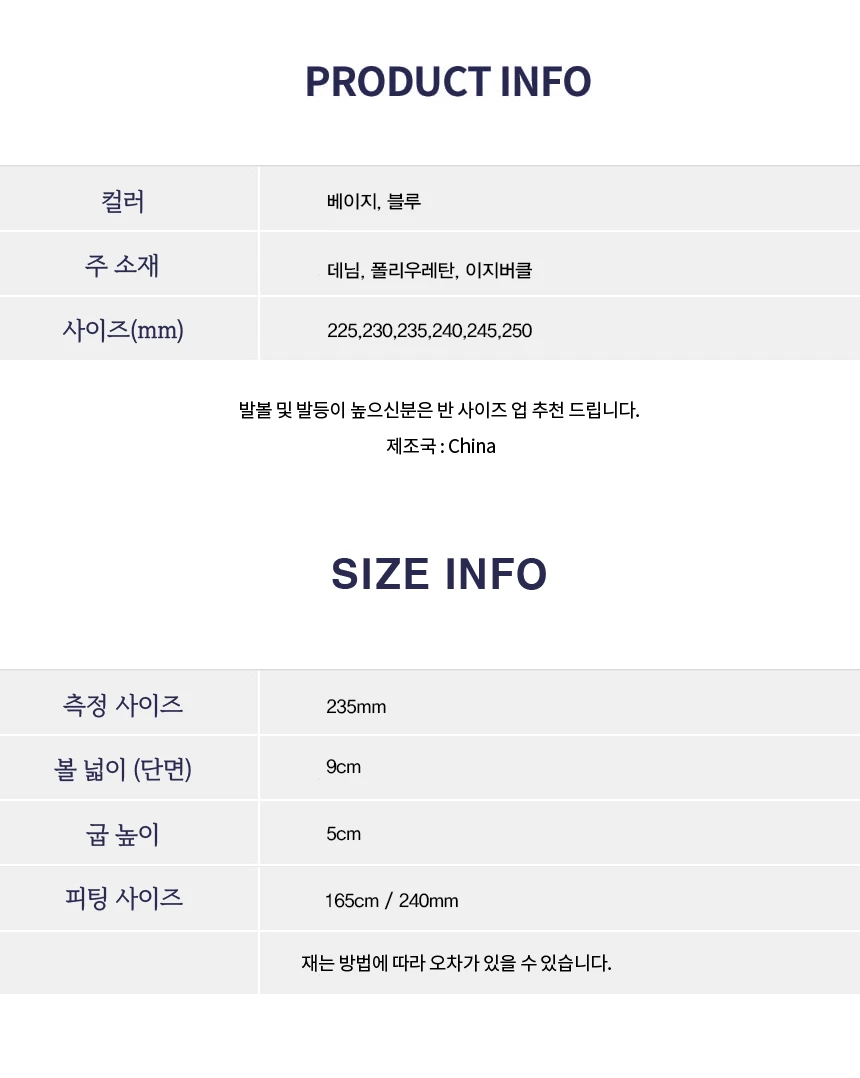 PRODUCT INFO
컬러 베이지, 블루
주 소재 데님, 폴리우레탄, 이지버클
사이즈(mm) 225,230,235,240,245,250
발볼 및 발등이 높으신분은 반 사이즈 업 추천 드립니다.
제조국 : China
SIZE INFO
측정 사이즈 235mm
볼 넓이 (단면) 9cm
굽 높이 5cm
피팅 사이즈 165cm / 240mm
재는 방법에 따라 오차가 있을 수 있습니다.